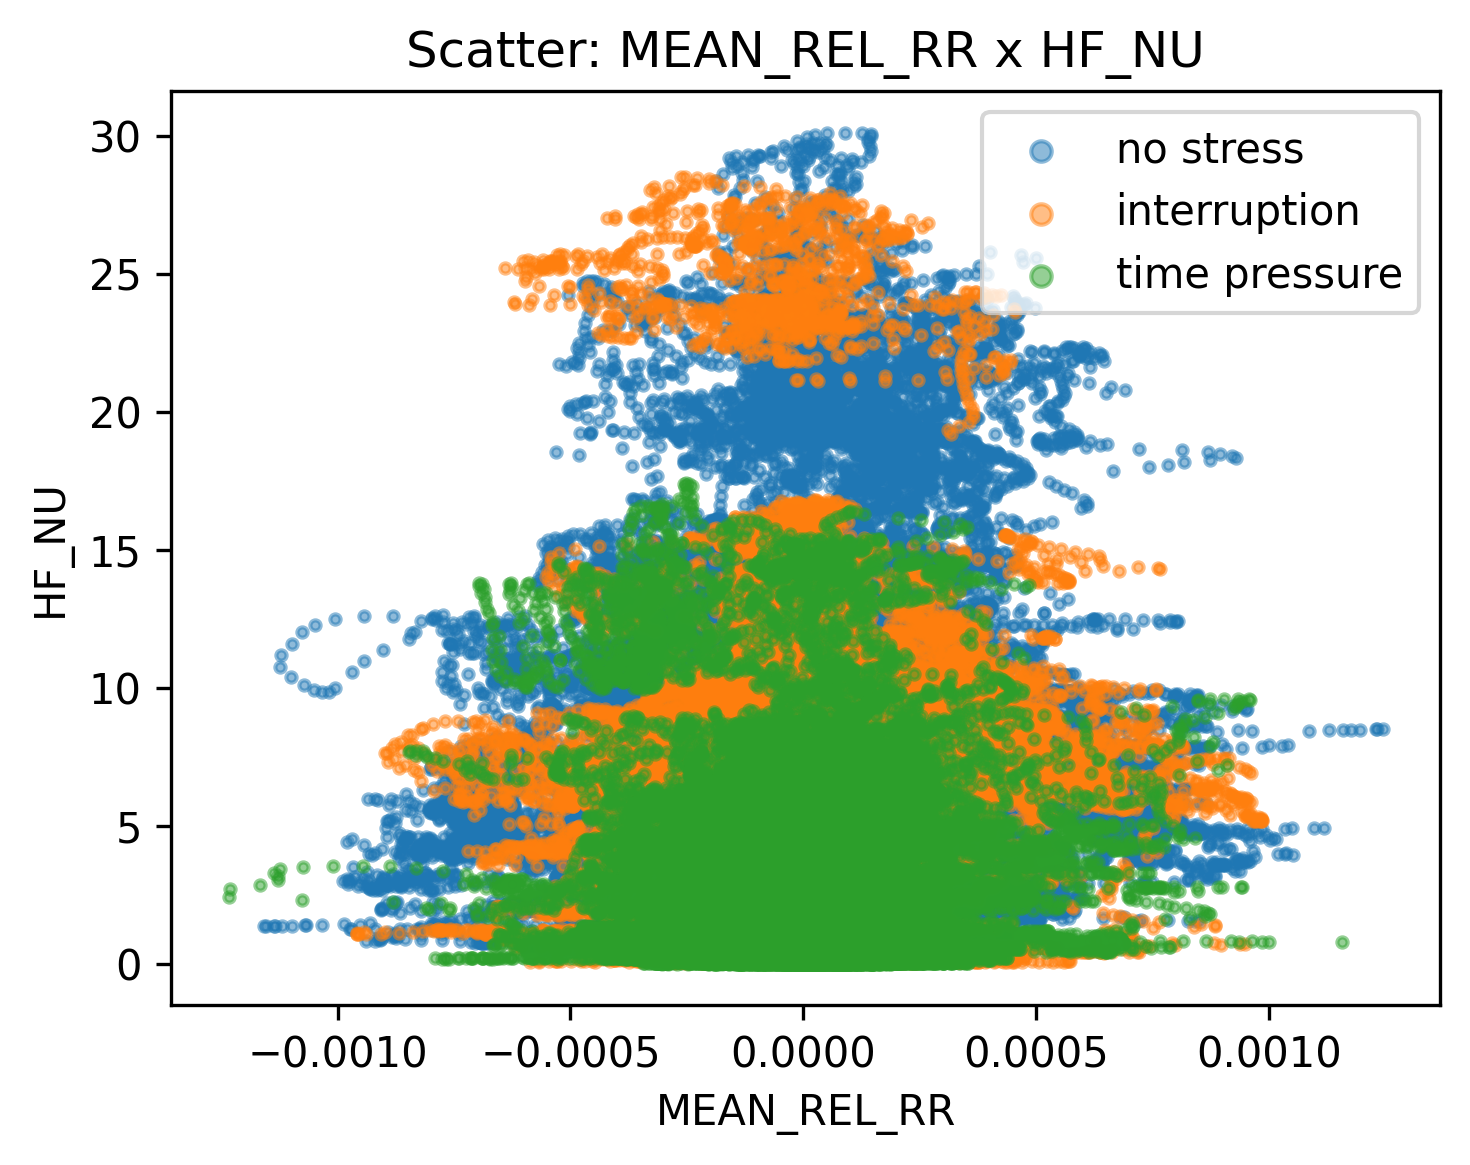 Scatter: MEAN_REL_RR x HF_NU
no stress
interruption
time pressure
HF_NU
30
25
20
15
10
5
0
−0.0010 −0.0005 0.0000 0.0005 0.0010
MEAN_REL_RR